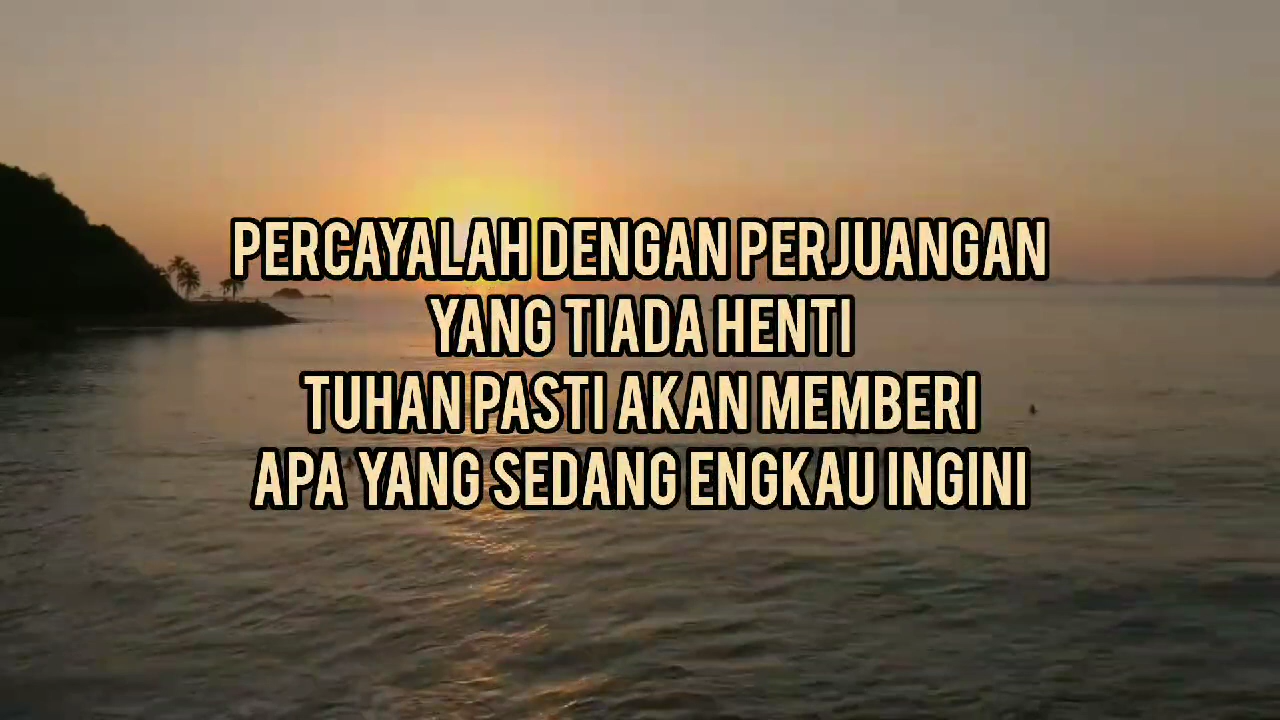 PERCAYALAH DENGAN PERJUANGAN
YANG TIADA HENTI
TUHAN PASTI AKAN MEMBERI
APA YANG SEDANG ENGKAU INGINI